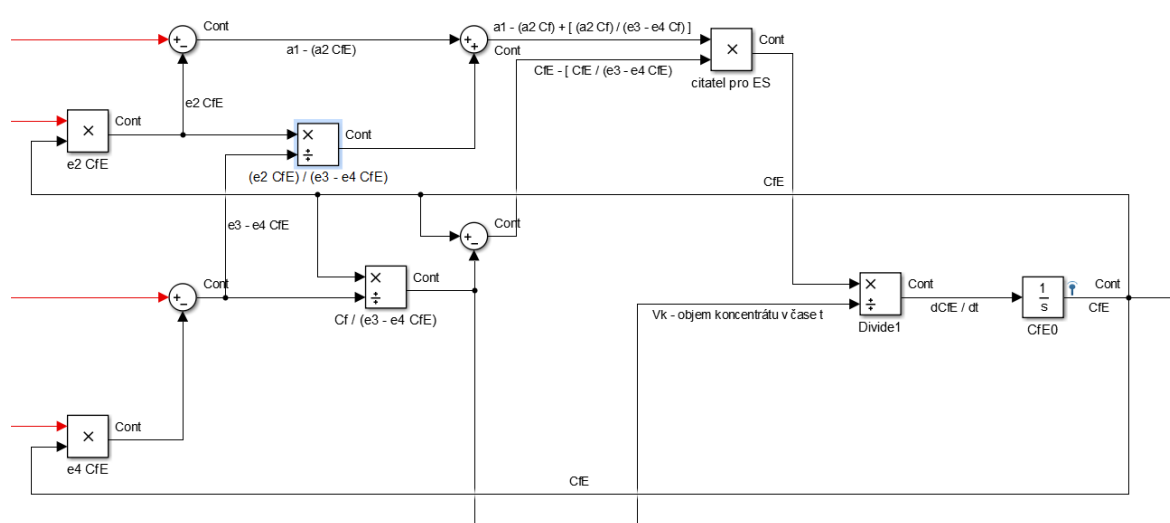 Cont
a1 - (a2 CfE)
a1 - (a2 Cf) + [ (a2 Cf) / (e3 - e4 Cf) ]
Cont
CfE - [ CfE / (e3 - e4 CfE)
×
Cont
citatel pro ES
e2 CfE
×
Cont
e2 CfE
×
÷
Cont
(e2 CfE) / (e3 - e4 CfE)
CfE
e3 - e4 CfE
Cont
Cont
×
÷
Cont
Cf / (e3 - e4 CfE)
Vk - objem koncentrátu v čase t
×
÷
Cont
Divide1
dCfE / dt
1
s
CfE0
Cont
CfE
×
Cont
e4 CfE
CfE